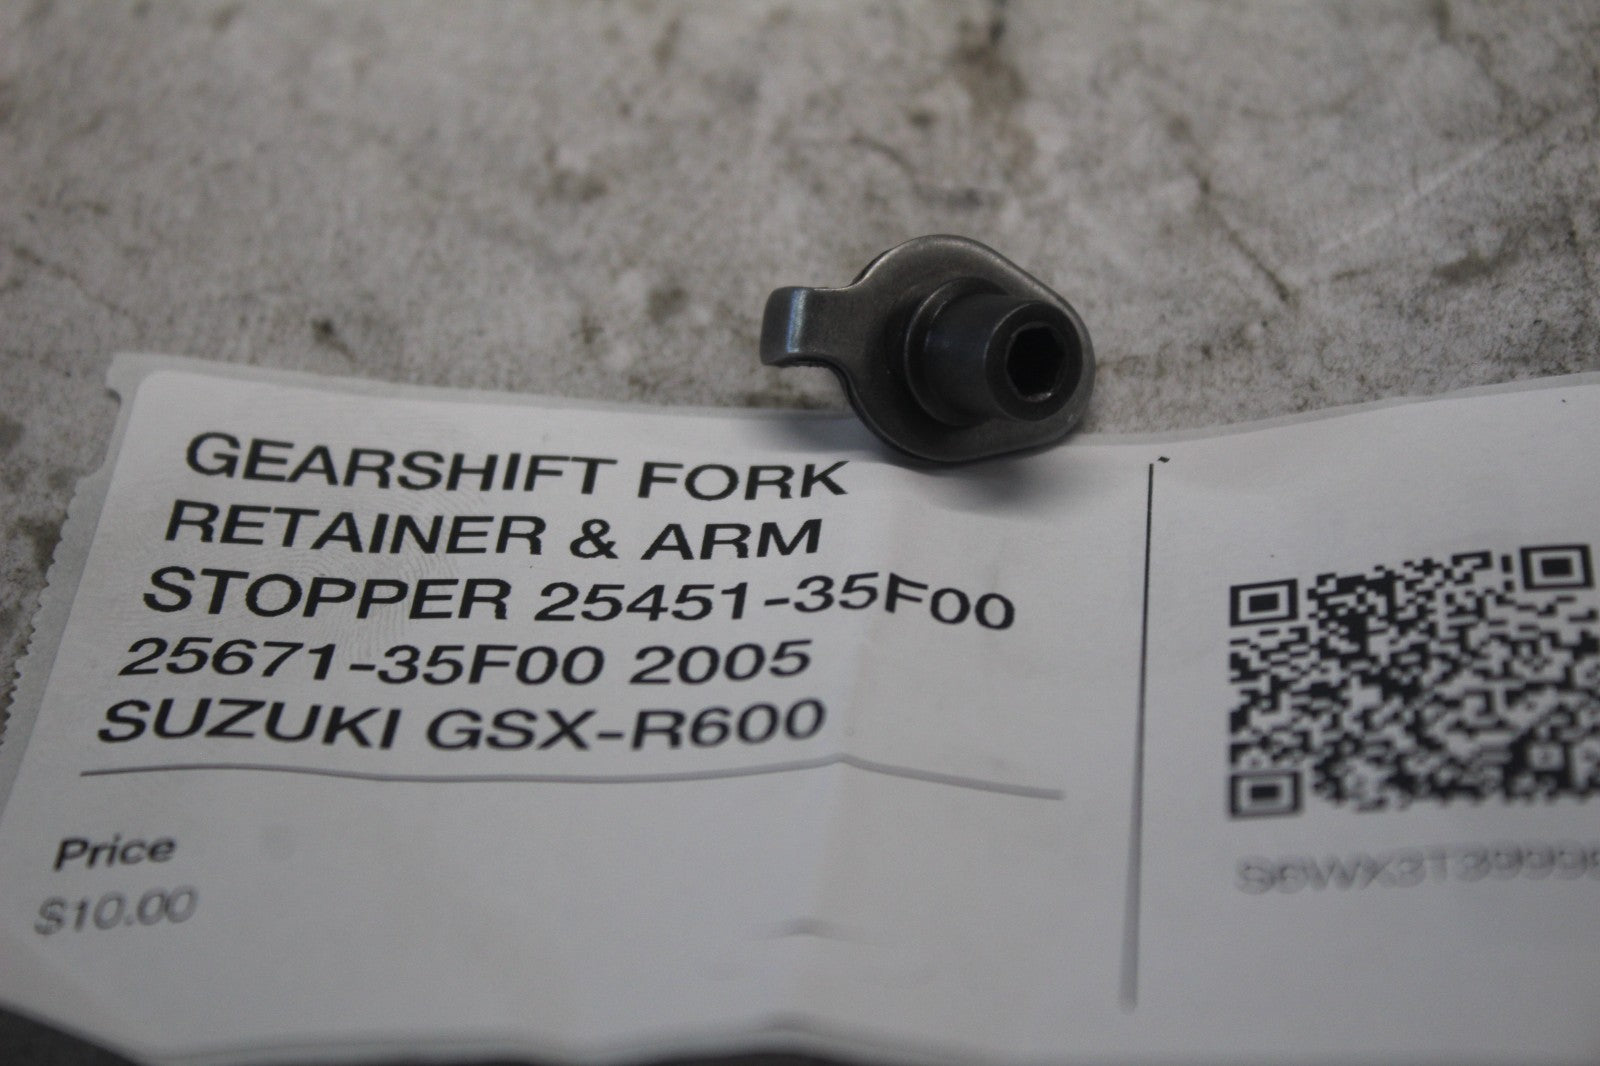 GEARSHIFT FORK
RETAINER & ARM
STOPPER 25451-35F00
25671-35F00 2005
SUZUKI GSX-R600
Price
$10.00